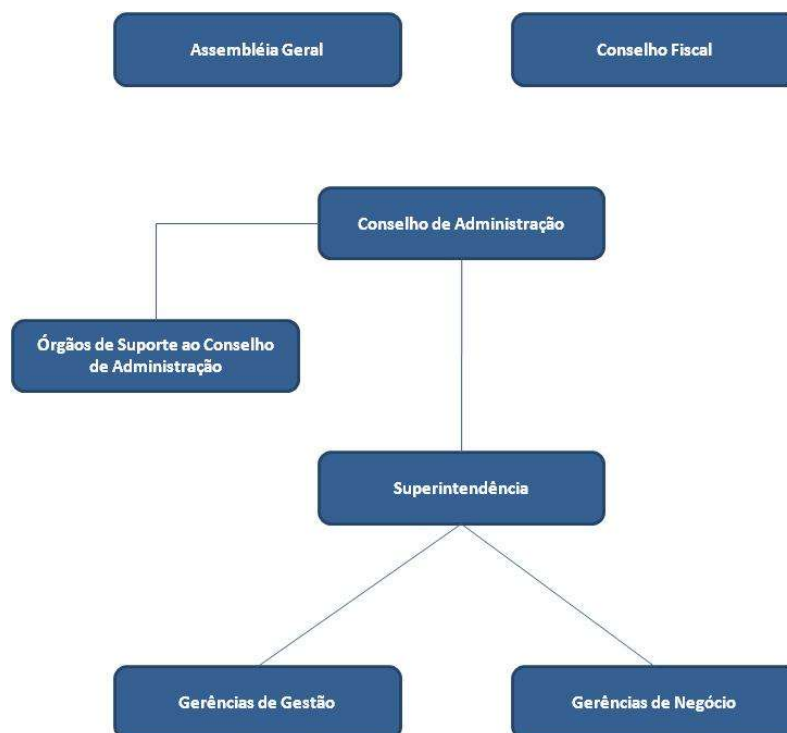 Assembléia Geral
Conselho Fiscal
Conselho de Administração
Órgãos de Suporte ao Conselho
de Administração
Superintendência
Gerências de Gestão
Gerências de Negócio